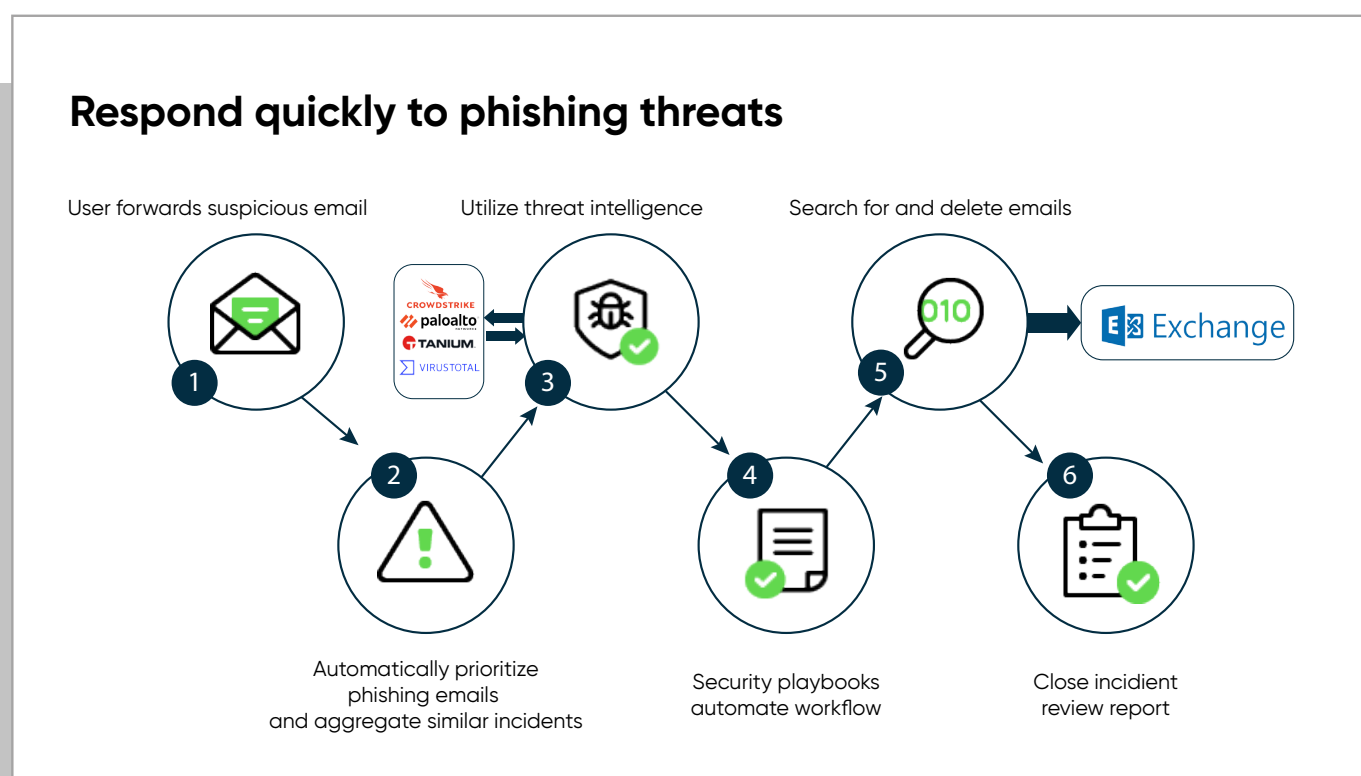 Respond quickly to phishing threats
User forwards suspicious email
Utilize threat intelligence
Search for and delete emails
CROWDSTRIKE
paloalto
NETWORKS
TANIUM.
VIRUSTOTAL
010
E Exchange
1
3
5
2
4
6
Automatically prioritize
phishing emails
and aggregate similar incidents
Security playbooks
automate workflow
Close incidient
review report